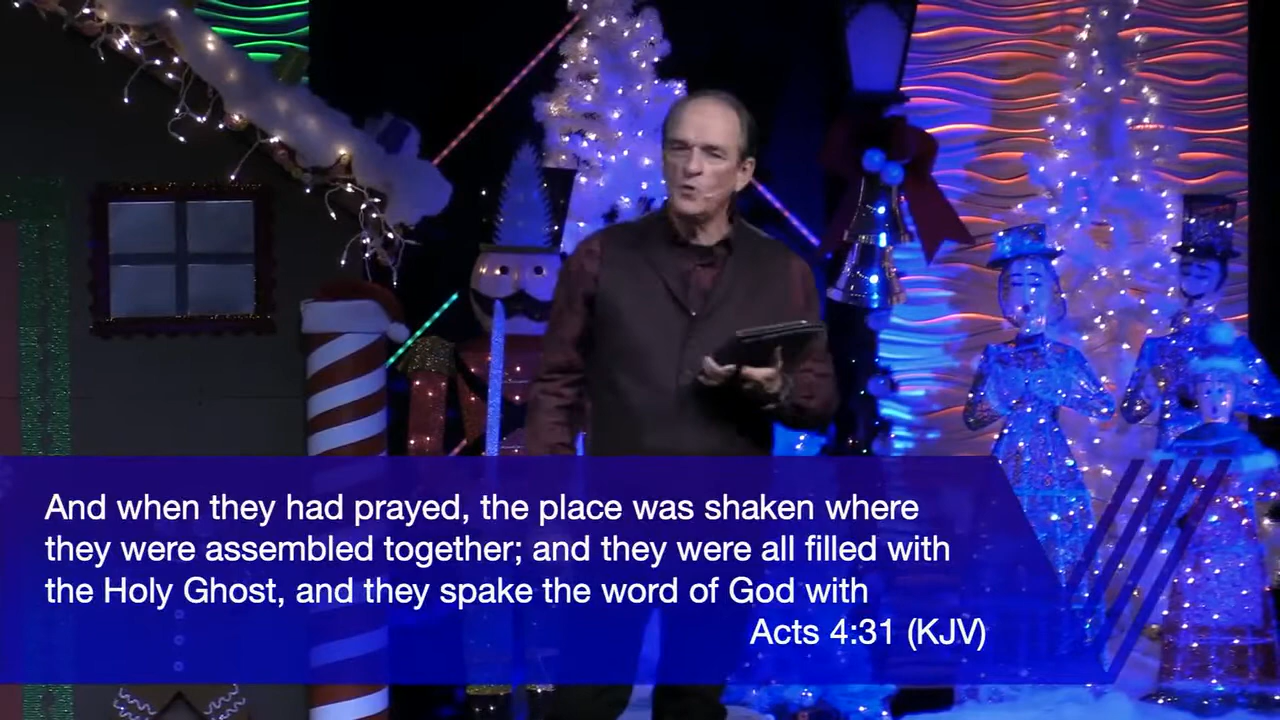 And when they had prayed, the place was shaken where
they were assembled together; and they were all filled with
the Holy Ghost, and they spake the word of God with
Acts 4:31 (KJV)